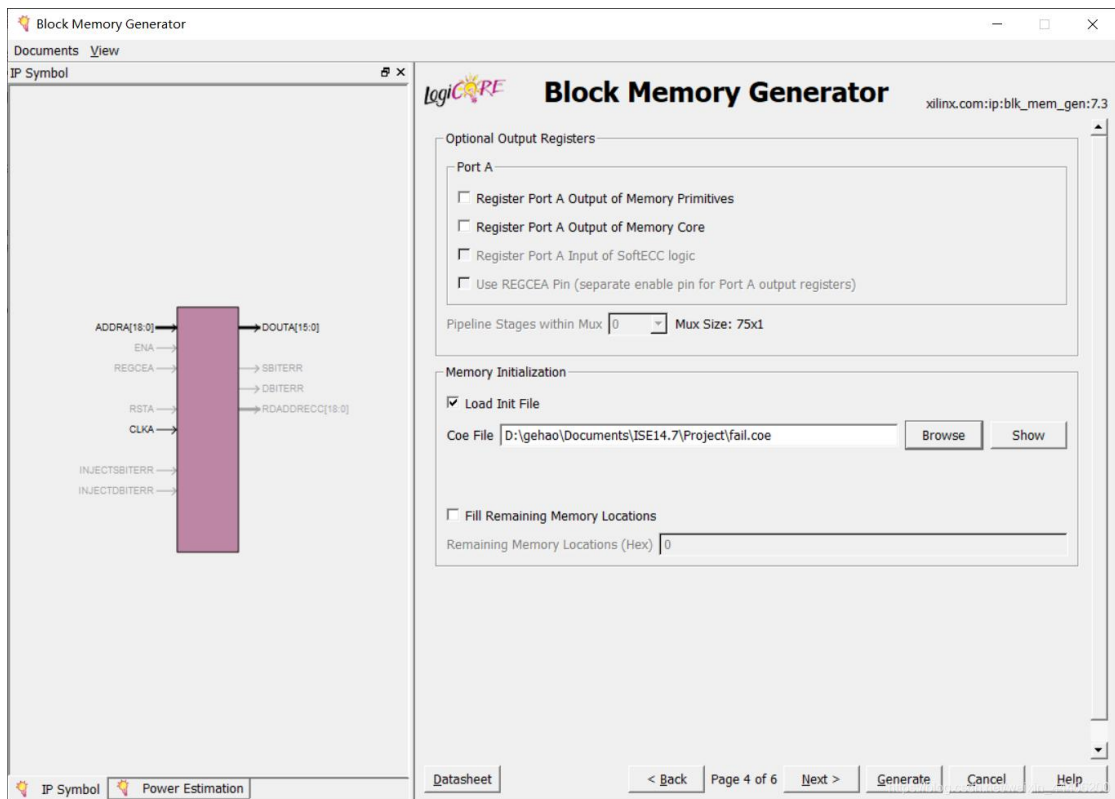 Block Memory Generator
Documents View
IP Symbol
LogiCORE
Block Memory Generator
xilinx.com:ip:blk_mem_gen:7.3
Optional Output Registers
Port A
Register Port A Output of Memory Primitives
Register Port A Output of Memory Core
Register Port A Input of SoftECC logic
Use REGCEA Pin (separate enable pin for Port A output registers)
Pipeline Stages within Mux 0 Mux Size: 75x1
Memory Initialization
Load Init File
Coe File D:\gehao\Documents\ISE14.7\Project\fail.coe Browse Show
Fill Remaining Memory Locations
Remaining Memory Locations (Hex) 0
ADDRA[18:0] DOUTA[15:0]
ENA
REGCEA SBITERR
DBITERR
RSTA RDADDRECC[18:0]
CLKA
INJECTSBITERR
INJECTDBITERR
IP Symbol Power Estimation
Datasheet < Back Page 4 of 6 Next > Generate Cancel Help